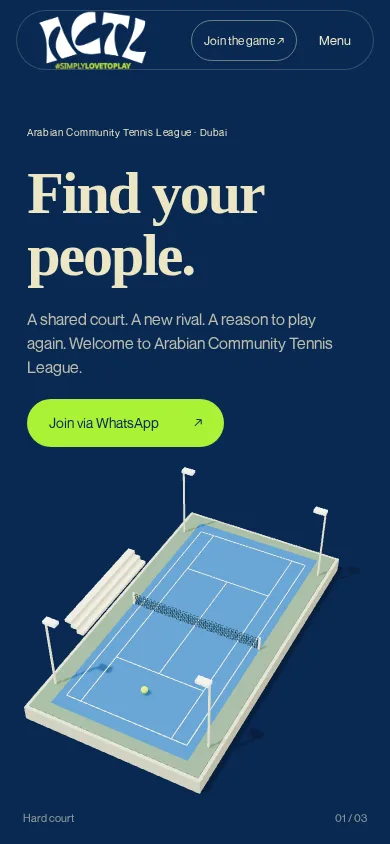 ACTL
#SIMPLYLOVETOPLAY
Join the game ↗
Menu
Arabian Community Tennis League · Dubai
Find your
people.
A shared court. A new rival. A reason to play
again. Welcome to Arabian Community Tennis
League.
Join via WhatsApp ↗
Hard court
01 / 03